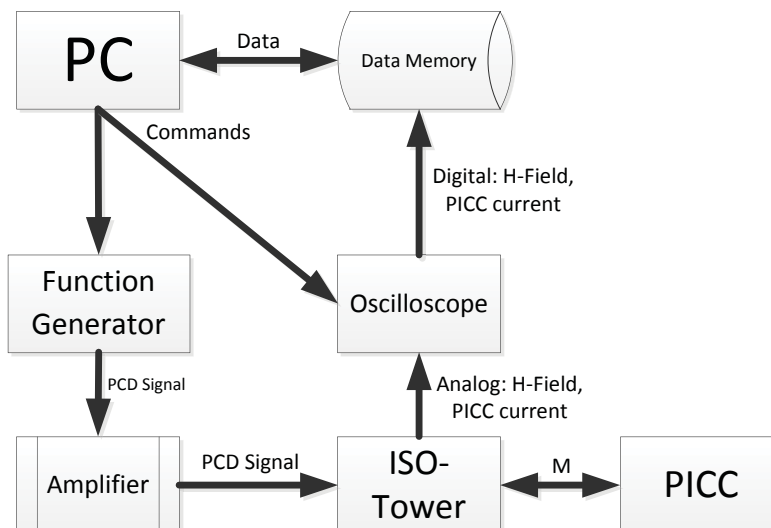 PC
Data
Data Memory
Commands
Digital: H-Field,
PICC current
Function
Generator
Oscilloscope
PCD Signal
Analog: H-Field,
PICC current
Amplifier
PCD Signal
ISO-
Tower
M
PICC